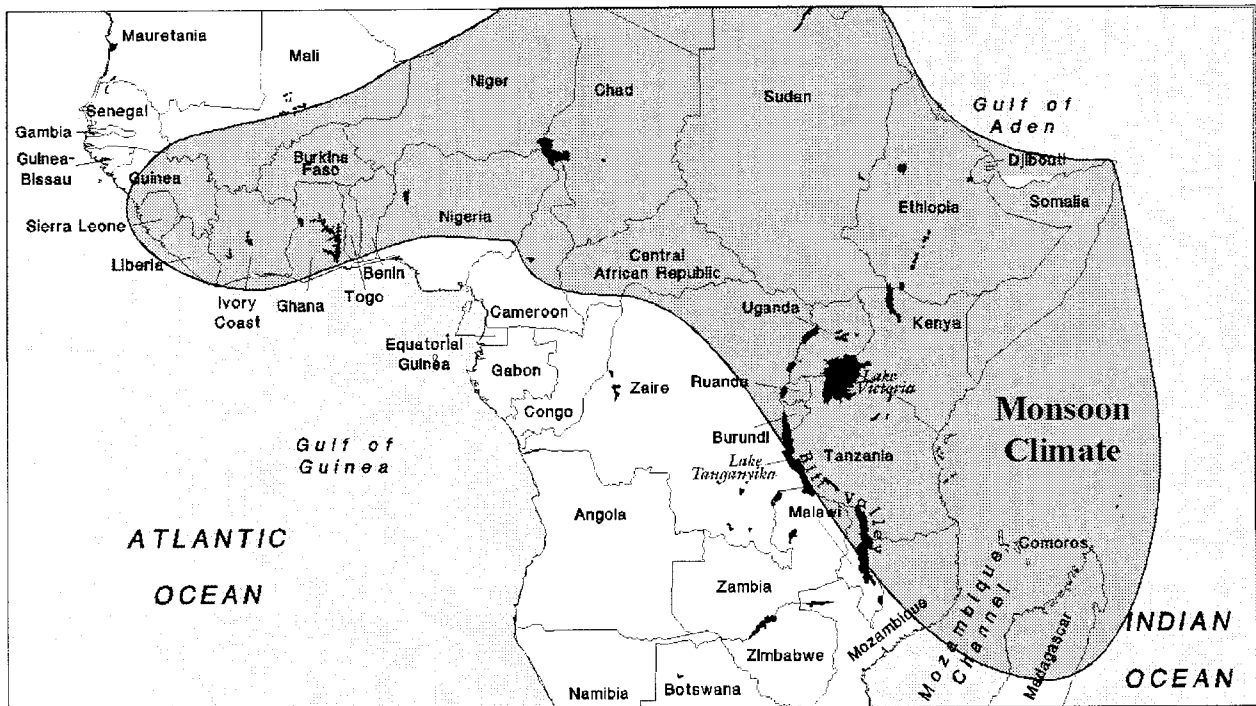 Mauretania
Mali
Niger
Chad
Sudan
Gulf of
Aden
Senegal
Gambia
Guinea-
Bissau
Guinea
Burkina
Faso
Djibouti
Somalia
Ethiopia
Nigeria
Sierra Leone
Liberia
Ivory
Coast
Ghana
Togo
Benin
Central
African Republic
Cameroon
Uganda
Kenya
Equatorial
Guinea
Gabon
Congo
Zaire
Ruanda
Lake
Victoria
Monsoon
Climate
Burundi
Gulf of
Guinea
Lake
Tanganyika
Tanzania
Rift Valley
Malawi
Angola
ATLANTIC
OCEAN
Comoros
Zambia
Mozambique
Mozambique
Channel
Madagascar
INDIAN
OCEAN
Zimbabwe
Namibia
Botswana